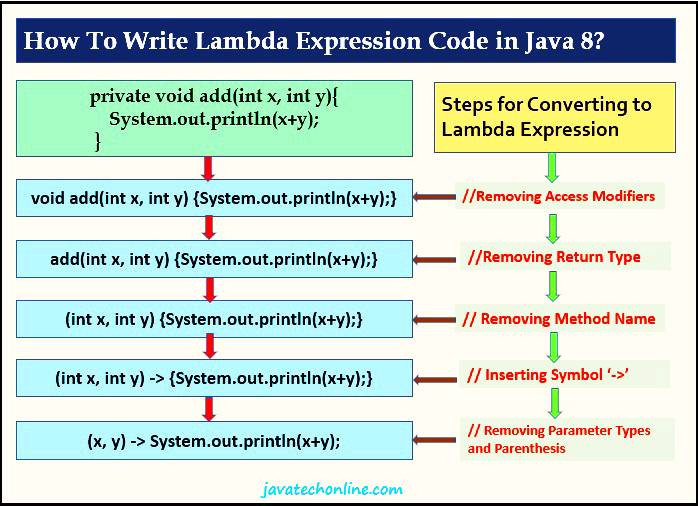 How To Write Lambda Expression Code in Java 8?
private void add(int x, int y){
System.out.println(x+y);
}
Steps for Converting to
Lambda Expression
void add(int x, int y) {System.out.println(x+y);}
//Removing Access Modifiers
add(int x, int y) {System.out.println(x+y);}
//Removing Return Type
(int x, int y) {System.out.println(x+y);}
// Removing Method Name
(int x, int y) -> {System.out.println(x+y);}
// Inserting Symbol ‘->’
(x, y) -> System.out.println(x+y);
// Removing Parameter Types
and Parenthesis
javatechonline.com